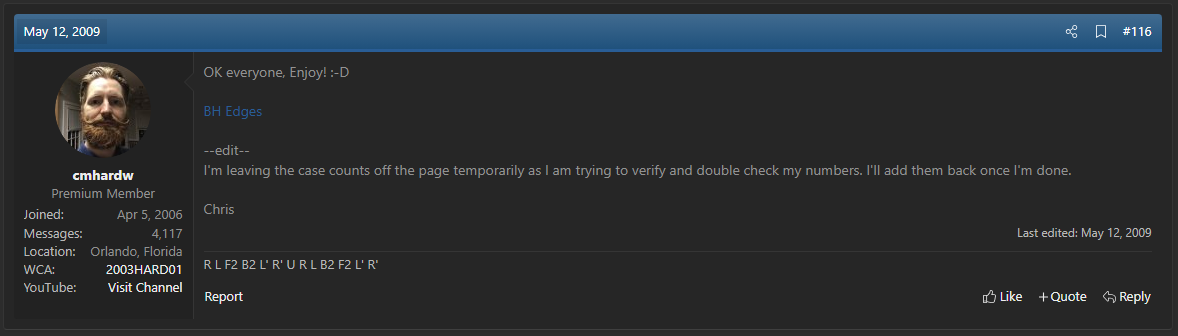 May 12, 2009 #116
OK everyone, Enjoy! :-D
BH Edges
--edit--
I'm leaving the case counts off the page temporarily as I am trying to verify and double check my numbers. I'll add them back once I'm done.
Chris
cmhardw
Premium Member
Joined: Apr 5, 2006
Messages: 4,117
Location: Orlando, Florida
WCA: 2003HARD01
YouTube: Visit Channel
Last edited: May 12, 2009
R L F2 B2 L' R' U R L B2 F2 L' R'
Report Like +Quote Reply